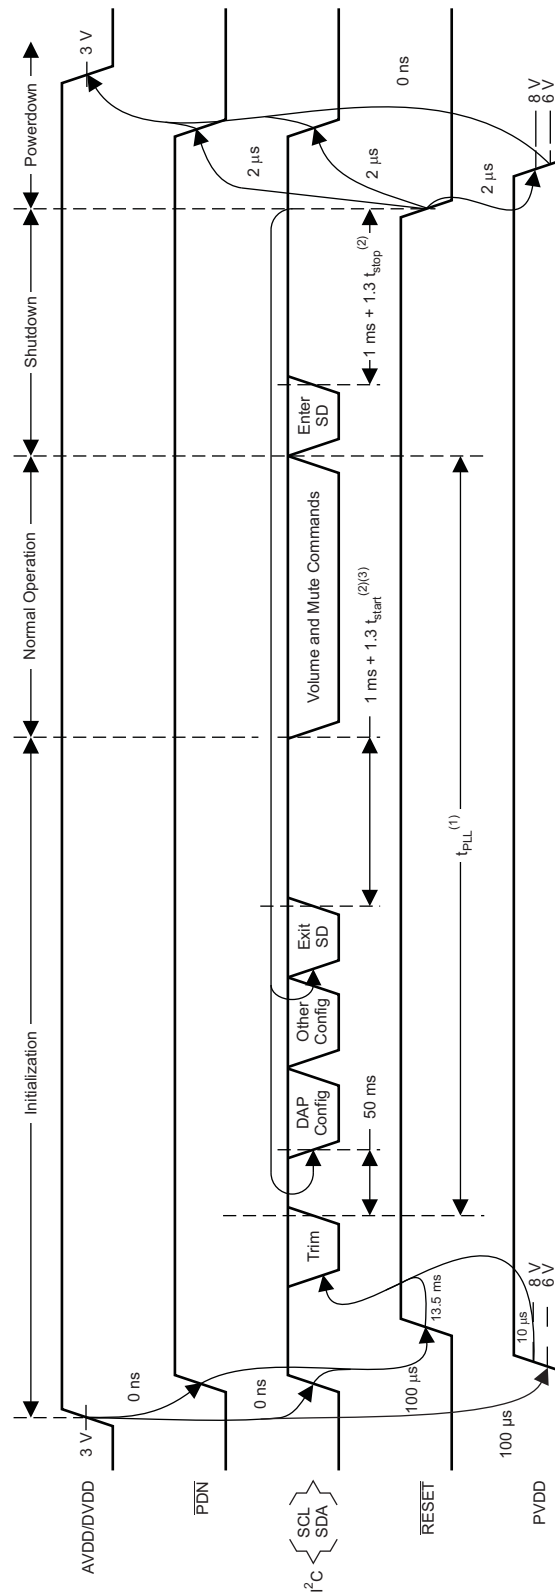 Initialization
Normal Operation
Shutdown
Powerdown
AVDD/DVDD
3 V
3 V
0 ns
PDN
0 ns
2 μs
I²C
SCL
SDA
Trim
DAP
Config
Other
Config
Exit
SD
Volume and Mute Commands
Enter
SD
2 μs
0 ns
50 ms
1 ms + 1.3 tstart(2)(3)
1 ms + 1.3 tstop(2)
100 μs
13.5 ms
RESET
tPLL(1)
2 μs
100 μs
10 μs
8 V
6 V
8 V
6 V
PVDD